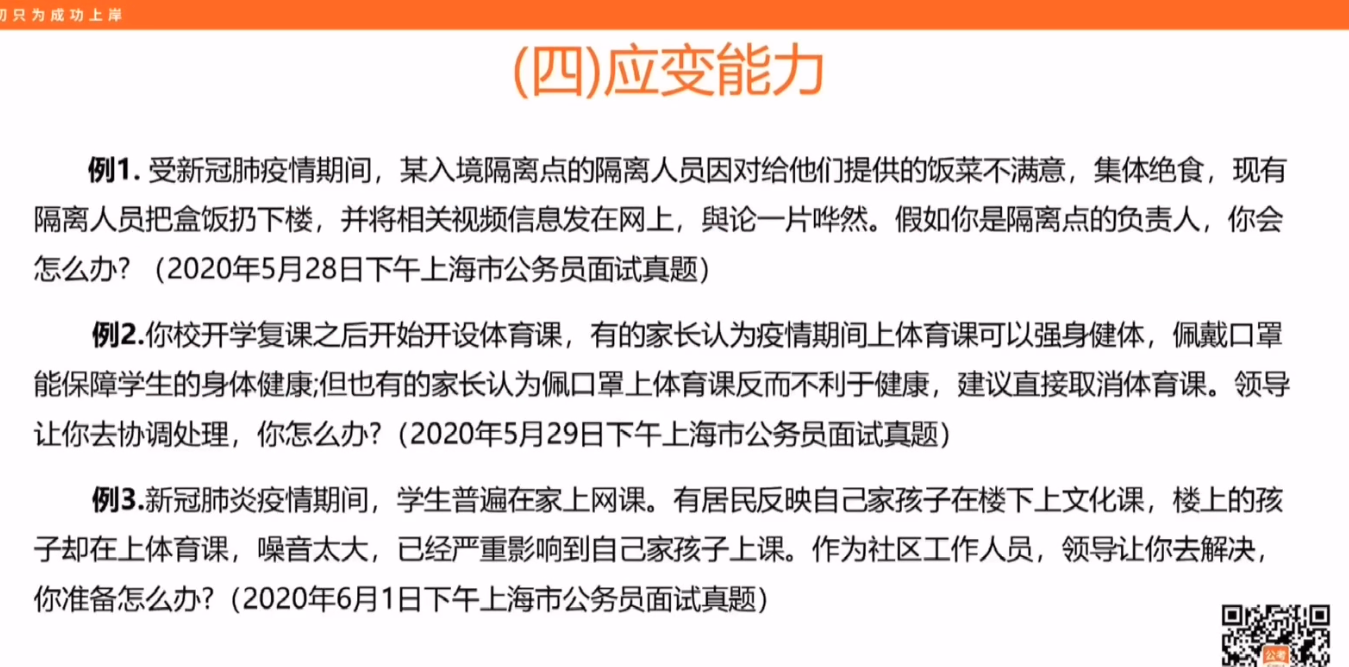 初只为成功上岸
(四)应变能力
例1. 受新冠肺疫情期间，某入境隔离点的隔离人员因对给他们提供的饭菜不满意，集体绝食，现有
隔离人员把盒饭扔下楼，并将相关视频信息发在网上，舆论一片哗然。假如你是隔离点的负责人，你会
怎么办？（2020年5月28日下午上海市公务员面试真题）
例2.你校开学复课之后开始开设体育课，有的家长认为疫情期间上体育课可以强身健体，佩戴口罩
能保障学生的身体健康;但也有的家长认为佩口罩上体育课反而不利于健康，建议直接取消体育课。领导
让你去协调处理，你怎么办?（2020年5月29日下午上海市公务员面试真题）
例3.新冠肺炎疫情期间，学生普遍在家上网课。有居民反映自己家孩子在楼下上文化课，楼上的孩
子却在上体育课，噪音太大，已经严重影响到自己家孩子上课。作为社区工作人员，领导让你去解决，
你准备怎么办?（2020年6月1日下午上海市公务员面试真题）
公考